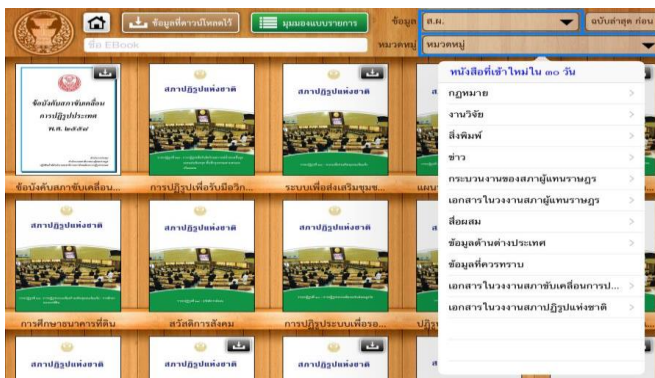 ข้อมูลที่ดาวน์โหลดไว้
มุมมองแบบรายการ
ข้อมูล
ส.ผ.
ฉบับล่าสุด ก่อน
ชื่อ EBook
หมวดหมู่
หมวดหมู่
ข้อบังคับสภาขับเคลื่อน
การปฏิรูปประเทศ
พ.ศ. ๒๕๕๘
สภาปฏิรูปแห่งชาติ
สภาปฏิรูปแห่งชาติ
ส
ข้อบังคับสภาขับเคลื่อน...
การปฏิรูปเพื่อรับมือวิก...
ระบบเพื่อส่งเสริมชุมช...
แผน
สภาปฏิรูปแห่งชาติ
สภาปฏิรูปแห่งชาติ
สภาปฏิรูปแห่งชาติ
ส
การศึกษาธนาคารที่ดิน
สวัสดิการสังคม
การปฏิรูประบบเพื่อรอ...
ปฏิรู
สภาปฏิรูปแห่งชาติ
สภาปฏิรูปแห่งชาติ
สภาปฏิรูปแห่งชาติ
ส
หนังสือที่เข้าใหม่ใน ๓๐ วัน
กฎหมาย
งานวิจัย
สิ่งพิมพ์
ข่าว
กระบวนงานของสภาผู้แทนราษฎร
เอกสารในวงงานสภาผู้แทนราษฎร
สื่อผสม
ข้อมูลด้านต่างประเทศ
ข้อมูลที่ควรทราบ
เอกสารในวงงานสภาขับเคลื่อนการป...
เอกสารในวงงานสภาปฏิรูปแห่งชาติ